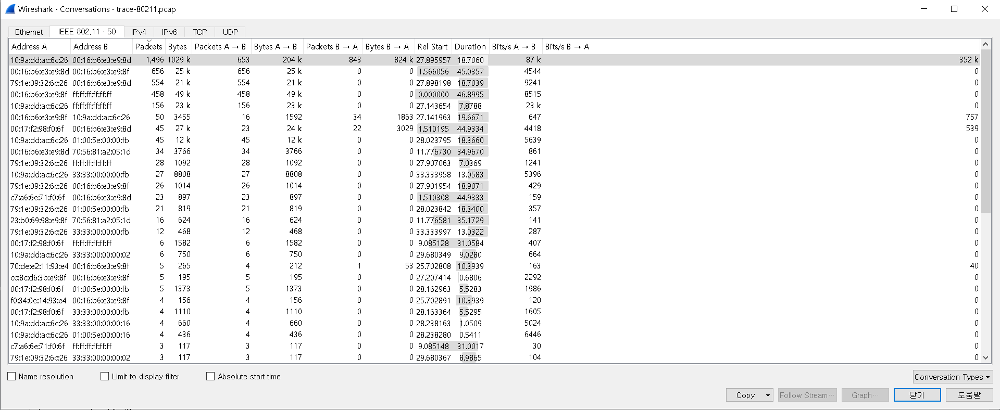 Wireshark · Conversations · trace-80211.pcap
Ethernet IEEE 802.11 · 50 IPv4 IPv6 TCP UDP
Address A Address B Packets Bytes Packets A → B Bytes A → B Packets B → A Bytes B → A Rel Start Duration Bits/s A → B Bits/s B → A
10:9a:dd:ac:6c:26 00:16:b6:e3:e9:8d 1,496 1029 k 653 204 k 843 824 k 27.895957 18.7060 87 k 352 k
00:16:b6:e3:e9:8d 00:16:b6:e3:e9:8f 656 25 k 656 25 k 0 0 1.566056 45.0357 4544 0
79:1e:09:32:6c:26 00:16:b6:e3:e9:8d 554 21 k 554 21 k 0 0 27.898198 18.7039 9241 0
00:16:b6:e3:e9:8f ff:ff:ff:ff:ff:ff 458 49 k 458 49 k 0 0 0.000000 46.8995 8515 0
10:9a:dd:ac:6c:26 ff:ff:ff:ff:ff:ff 156 23 k 156 23 k 0 0 27.143654 7.8788 23 k 0
00:16:b6:e3:e9:8f 10:9a:dd:ac:6c:26 50 3455 16 1592 34 1863 27.141963 19.6671 647 757
00:17:f2:98:f0:6f 00:16:b6:e3:e9:8d 45 27 k 23 24 k 22 3029 1.510195 44.9334 4418 539
10:9a:dd:ac:6c:26 01:00:5e:00:00:fb 45 12 k 45 12 k 0 0 28.023795 18.3660 5639 0
00:16:b6:e3:e9:8d 70:56:81:a2:05:1d 34 3766 34 3766 0 0 11.776730 34.9670 861 0
79:1e:09:32:6c:26 ff:ff:ff:ff:ff:ff 28 1092 28 1092 0 0 27.907063 7.0369 1241 0
10:9a:dd:ac:6c:26 33:33:00:00:00:fb 27 8808 27 8808 0 0 33.333958 13.0583 5396 0
79:1e:09:32:6c:26 00:16:b6:e3:e9:8f 26 1014 26 1014 0 0 27.901954 18.9071 429 0
c7:a6:6e:71:f0:6f 00:16:b6:e3:e9:8d 23 897 23 897 0 0 1.510308 44.9333 159 0
79:1e:09:32:6c:26 01:00:5e:00:00:fb 21 819 21 819 0 0 28.023842 18.3400 357 0
23:b0:69:98:e9:8f 70:56:81:a2:05:1d 16 624 16 624 0 0 11.776581 35.1729 141 0
79:1e:09:32:6c:26 33:33:00:00:00:fb 12 468 12 468 0 0 33.333997 13.0322 287 0
00:17:f2:98:f0:6f ff:ff:ff:ff:ff:ff 6 1582 6 1582 0 0 9.085128 31.0584 407 0
10:9a:dd:ac:6c:26 33:33:00:00:00:02 6 750 6 750 0 0 29.680349 9.0280 664 0
70:de:e2:11:93:e4 00:16:b6:e3:e9:8f 5 265 4 212 1 53 25.702808 10.3939 163 40
cc:8c:d6:3b:e9:8f 00:16:b6:e3:e9:8f 5 195 5 195 0 0 27.207414 0.6806 2292 0
00:17:f2:98:f0:6f 01:00:5e:00:00:fb 5 1373 5 1373 0 0 28.162963 5.5283 1986 0
f0:34:0e:14:93:e4 00:16:b6:e3:e9:8f 4 156 4 156 0 0 25.702891 10.3939 120 0
00:17:f2:98:f0:6f 33:33:00:00:00:fb 4 1110 4 1110 0 0 28.163364 5.5295 1605 0
10:9a:dd:ac:6c:26 33:33:00:00:00:16 4 660 4 660 0 0 28.238163 1.0509 5024 0
10:9a:dd:ac:6c:26 01:00:5e:00:00:16 4 436 4 436 0 0 28.238280 0.5411 6446 0
c7:a6:6e:71:f0:6f ff:ff:ff:ff:ff:ff 3 117 3 117 0 0 9.085148 31.0017 30 0
79:1e:09:32:6c:26 33:33:00:00:00:02 3 117 3 117 0 0 29.680367 8.9865 104 0
Name resolution Limit to display filter Absolute start time Conversation Types
Copy Follow Stream··· Graph··· 닫기 도움말